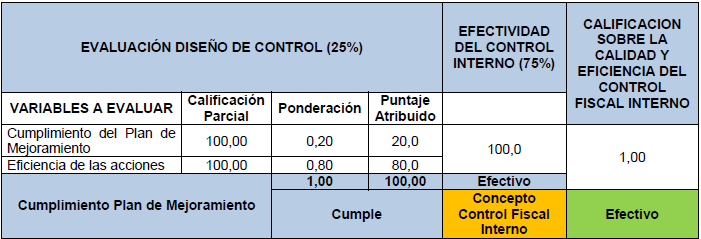 EVALUACIÓN DISEÑO DE CONTROL (25%)
EFECTIVIDAD
DEL CONTROL
INTERNO (75%)
CALIFICACION
SOBRE LA
CALIDAD Y
EFICIENCIA DEL
CONTROL
FISCAL INTERNO
VARIABLES A EVALUAR
Calificación
Parcial
Ponderación
Puntaje
Atribuido
Cumplimiento del Plan de
Mejoramiento
100,00
0,20
20,0
100,0
1,00
Eficiencia de las acciones
100,00
0,80
80,0
Cumplimiento Plan de Mejoramiento
1,00
100,00
Efectivo
Cumple
Concepto
Control Fiscal
Interno
Efectivo